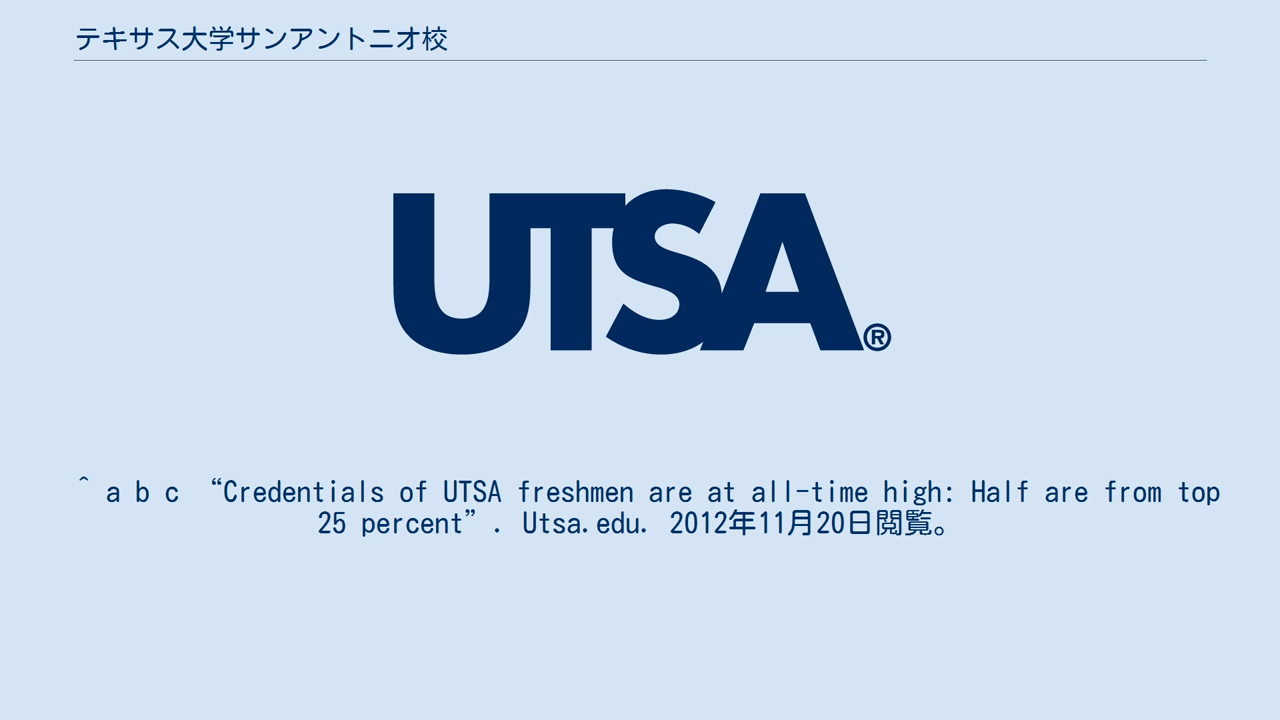 テキサス大学サンアントニオ校
UTSA®
^ a b c “Credentials of UTSA freshmen are at all-time high: Half are from top
25 percent”. Utsa.edu. 2012年11月20日閲覧。